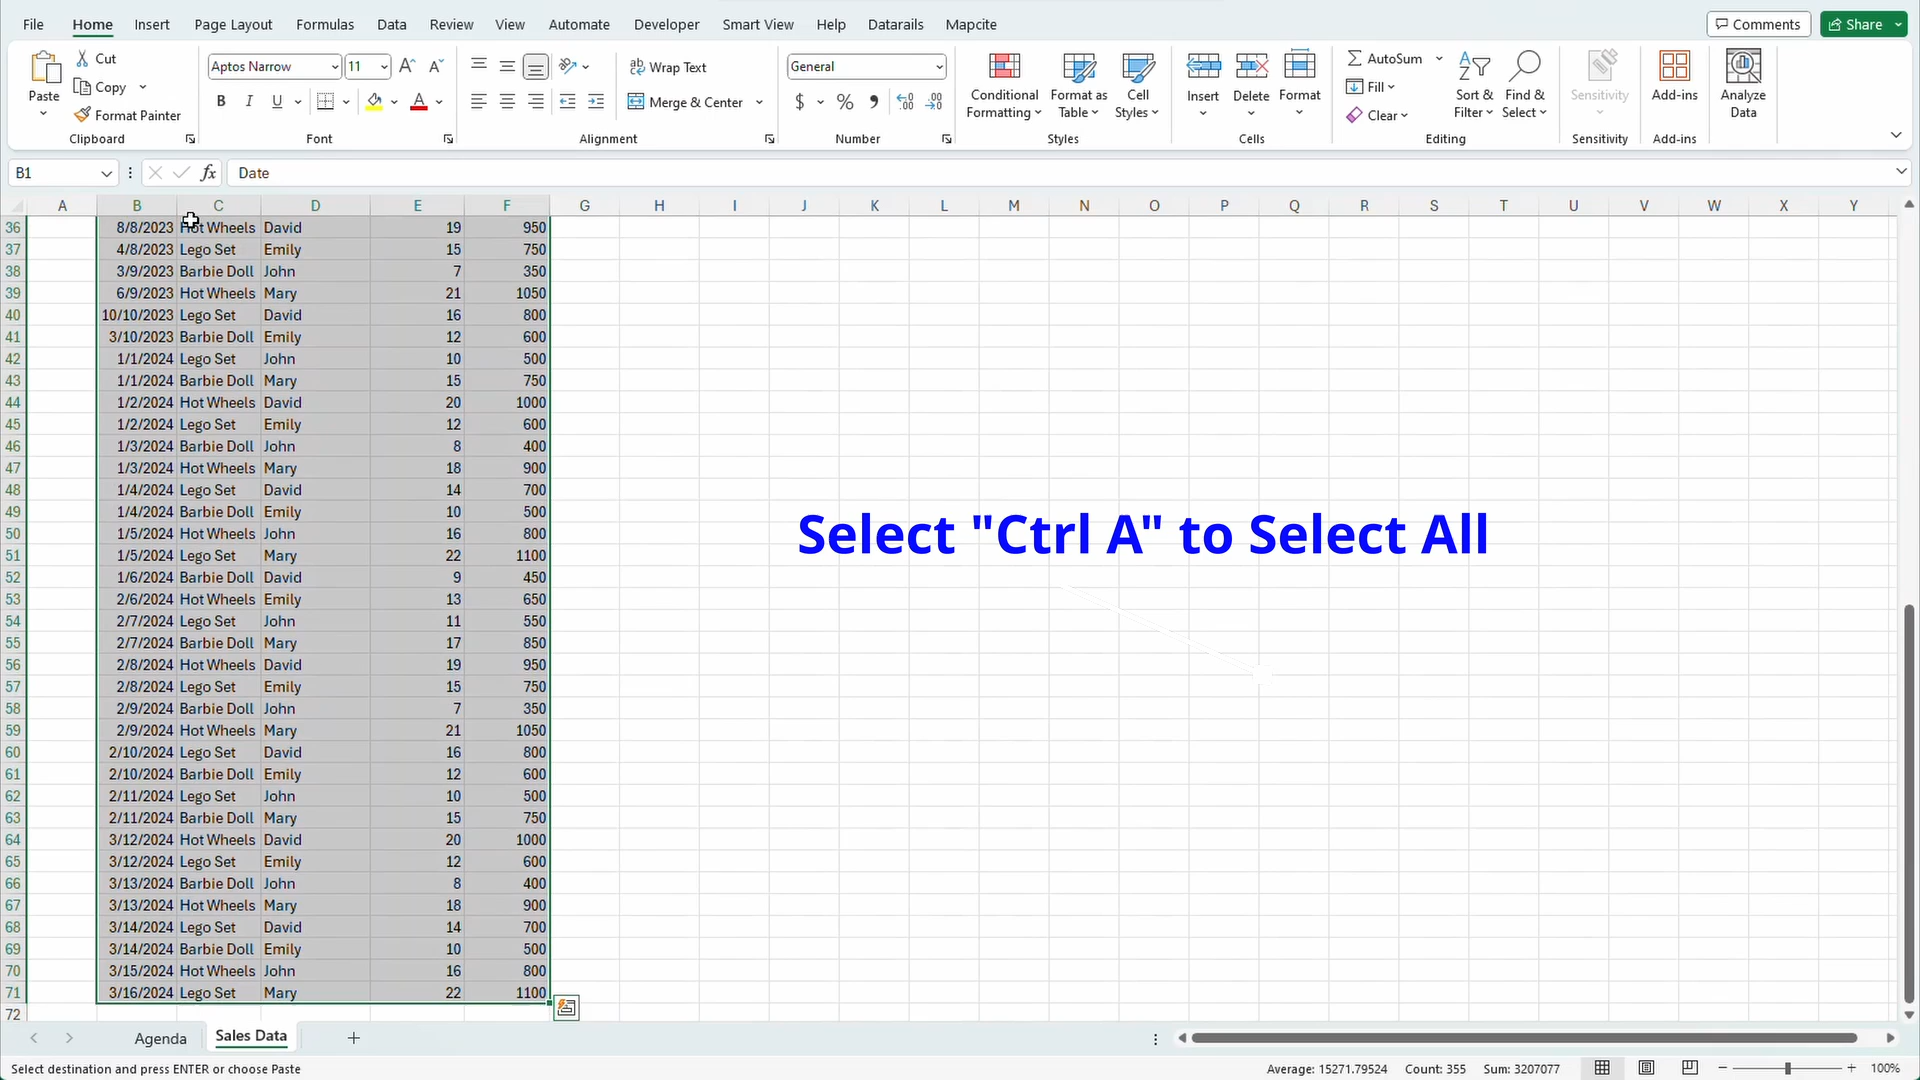 File Home Insert Page Layout Formulas Data Review View Automate Developer Smart View Help Datarails Mapcite Comments Share
Paste Cut Copy Format Painter Clipboard
Aptos Narrow 11 A A B I U A Font
ab Wrap Text Merge & Center Alignment
General $ % Number
Conditional Formatting Format as Table Cell Styles Styles
Insert Delete Format Cells
AutoSum Fill Clear Sort & Filter Find & Select Editing
Sensitivity Sensitivity
Add-ins Add-ins
Analyze Data
B1 fx Date
A B C D E F G H I J K L M N O P Q R S T U V W X Y
36 8/8/2023 Hot Wheels David 19 950
37 4/8/2023 Lego Set Emily 15 750
38 3/9/2023 Barbie Doll John 7 350
39 6/9/2023 Hot Wheels Mary 21 1050
40 10/10/2023 Lego Set David 16 800
41 3/10/2023 Barbie Doll Emily 12 600
42 1/1/2024 Lego Set John 10 500
43 1/1/2024 Barbie Doll Mary 15 750
44 1/2/2024 Hot Wheels David 20 1000
45 1/2/2024 Lego Set Emily 12 600
46 1/3/2024 Barbie Doll John 8 400
47 1/3/2024 Hot Wheels Mary 18 900
48 1/4/2024 Lego Set David 14 700
49 1/4/2024 Barbie Doll Emily 10 500
50 1/5/2024 Hot Wheels John 16 800
51 1/5/2024 Lego Set Mary 22 1100
52 1/6/2024 Barbie Doll David 9 450
53 2/6/2024 Hot Wheels Emily 13 650
54 2/7/2024 Lego Set John 11 550
55 2/7/2024 Barbie Doll Mary 17 850
56 2/8/2024 Hot Wheels David 19 950
57 2/8/2024 Lego Set Emily 15 750
58 2/9/2024 Barbie Doll John 7 350
59 2/9/2024 Hot Wheels Mary 21 1050
60 2/10/2024 Lego Set David 16 800
61 2/10/2024 Barbie Doll Emily 12 600
62 2/11/2024 Lego Set John 10 500
63 2/11/2024 Barbie Doll Mary 15 750
64 3/12/2024 Hot Wheels David 20 1000
65 3/12/2024 Lego Set Emily 12 600
66 3/13/2024 Barbie Doll John 8 400
67 3/13/2024 Hot Wheels Mary 18 900
68 3/14/2024 Lego Set David 14 700
69 3/14/2024 Barbie Doll Emily 10 500
70 3/15/2024 Hot Wheels John 16 800
71 3/16/2024 Lego Set Mary 22 1100
72
Select "Ctrl A" to Select All
Agenda Sales Data
Select destination and press ENTER or choose Paste Average: 15271.79524 Count: 355 Sum: 3207077 100%